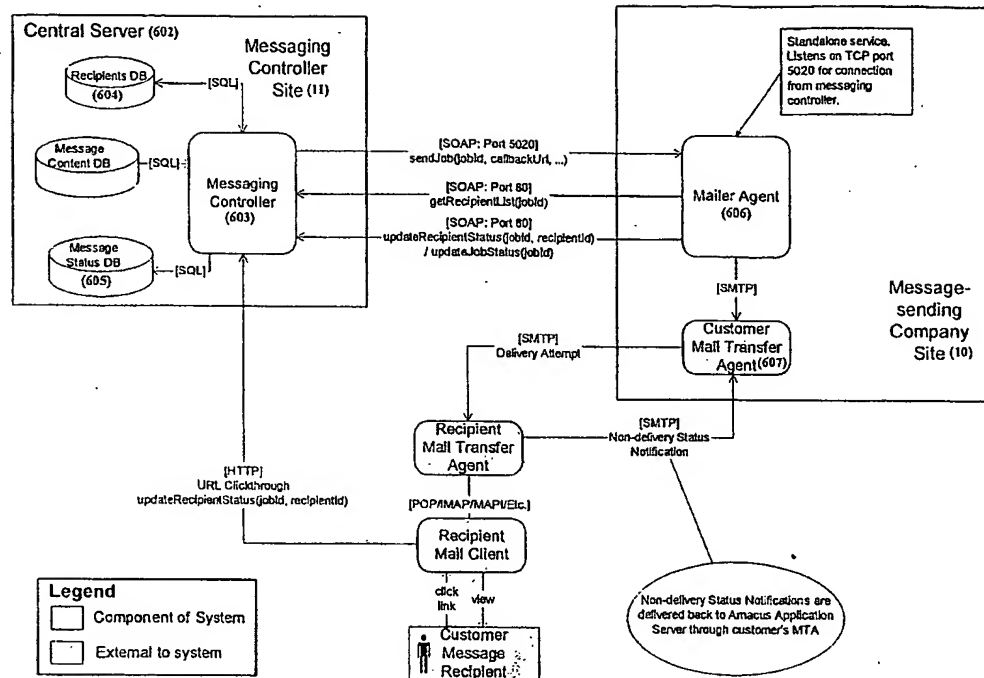 Central Server (602)
Messaging
Controller
Site (11)
Recipients DB
(604)
[SQL]
Message
Content DB
[SQL]
Messaging
Controller
(603)
Message
Status DB
(605)
[SQL]
[SOAP: Port 5020]
sendJob(jobId, callbackUrl, ...)
[SOAP: Port 80]
getRecipientList(jobId)
[SOAP: Port 80]
updateRecipientStatus(jobId, recipientId)
/ updateJobStatus(jobId)
Standalone service.
Listens on TCP port
5020 for connection
from messaging
controller.
Mailer Agent
(606)
[SMTP]
Message-
sending
Company
Site (10)
Customer
Mail Transfer
Agent (607)
[SMTP]
Delivery Attempt
Recipient
Mail Transfer
Agent
[SMTP]
Non-delivery Status
Notification
[HTTP]
URL Clickthrough
updateRecipientStatus(jobId, recipientId)
[POP/IMAP/MAPI/Etc.]
Recipient
Mail Client
click
link
view
Customer
Message
Recipient
Non-delivery Status Notifications are
delivered back to Amacus Application
Server through customer's MTA
Legend
Component of System
External to system